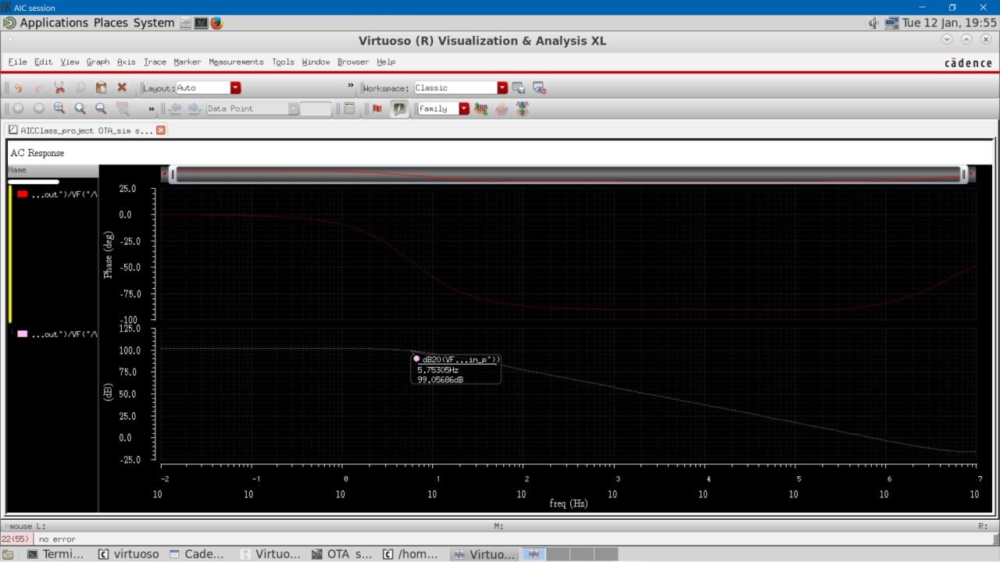 AIC session
Applications Places System
Tue 12 Jan, 19:55
Virtuoso (R) Visualization & Analysis XL
File Edit View Graph Axis Trace Marker Measurements Tools Window Browser Help
cādence
Layout: Auto
»
Workspace: Classic
»
Data Point
family
AICClass_project OTA_sim s...
AC Response
Name
...out")/VF("/\
...out")/VF("/\
25.0
0.0
-25.0
-50.0
-75.0
-100
Phase (deg)
125.0
100.0
75.0
50.0
25.0
0.0
-25.0
(dB)
dB20(VF...in_p"))
5.75305Hz
99.05686dB
-2 -1 0 1 2 3 4 5 6 7
10 10 10 10 10 10 10 10 10 10
freq (Hz)
mouse L: M: R:
22(55) no error
Termi... virtuoso Cade... Virtuo... OTA s... /hom... Virtuo...